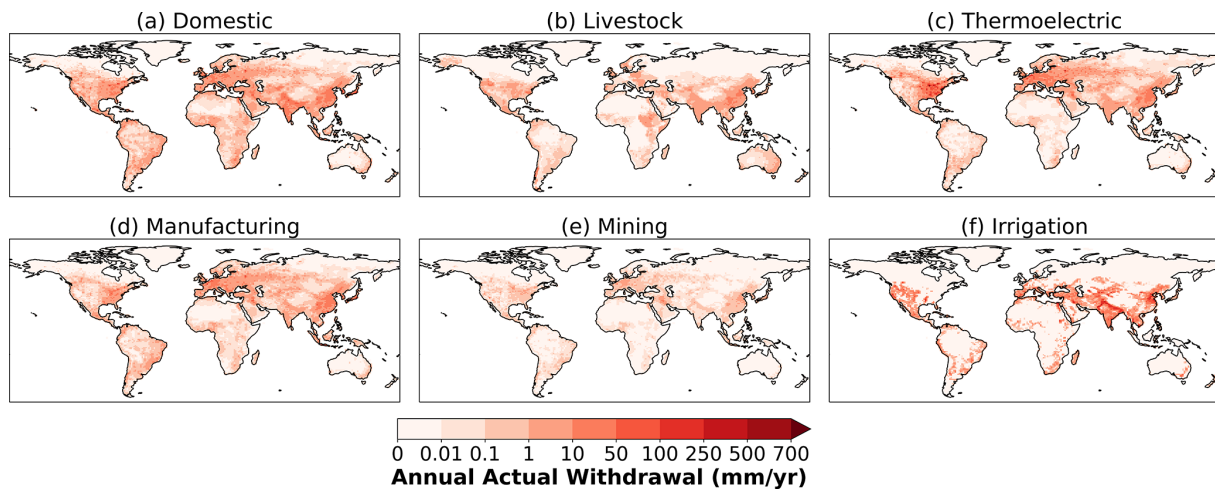 (a) Domestic
(b) Livestock
(c) Thermoelectric
(d) Manufacturing
(e) Mining
(f) Irrigation
0 0.01 0.1 1 10 50 100 250 500 700
Annual Actual Withdrawal (mm/yr)